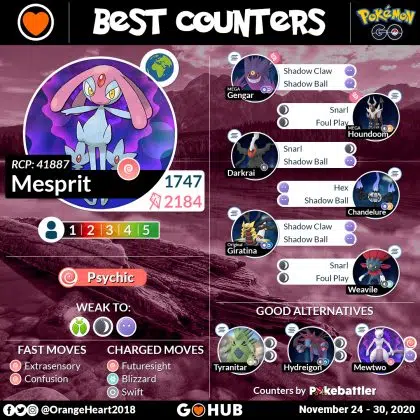 BEST COUNTERS
POKÉMON
GO
RCP: 41887
Mesprit
1747
2184
1 2 3 4 5
Psychic
WEAK TO:
FAST MOVES
Extrasensory
Confusion
CHARGED MOVES
Futuresight
Blizzard
Swift
MEGA
Gengar
Shadow Claw
Shadow Ball
Snarl
Foul Play
MEGA
Houndoom
Darkrai
Snarl
Shadow Ball
Hex
Shadow Ball
Chandelure
Original
Giratina
Shadow Claw
Shadow Ball
Snarl
Foul Play
Weavile
GOOD ALTERNATIVES
Tyranitar
Hydreigon
Mewtwo
Counters by Pokebattler
@OrangeHeart2018
GOHUB
November 24 - 30, 2020